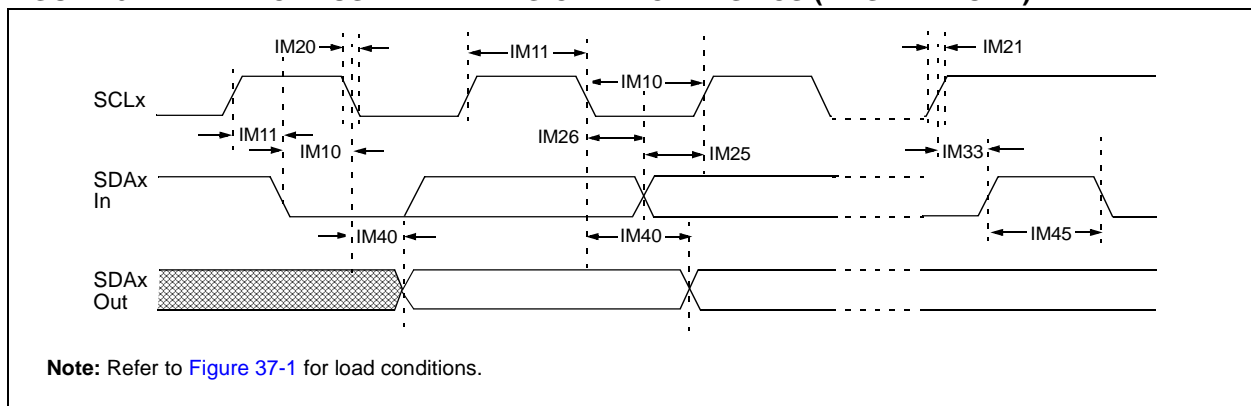 IM20
IM11
IM21
IM10
SCLx
IM11
IM26
IM10
IM25
IM33
SDAx
In
IM40
IM40
IM45
SDAx
Out
Note: Refer to Figure 37-1 for load conditions.